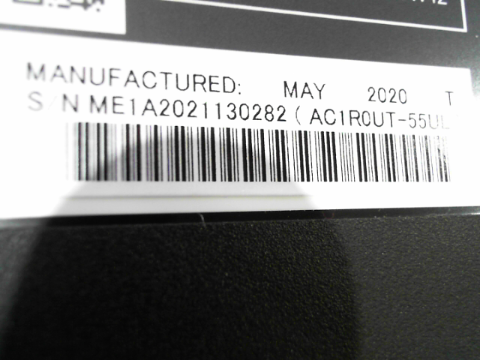 MANUFACTURED: MAY 2020 T
S/N ME1A2021130282 ( AC1R0UT-55UL